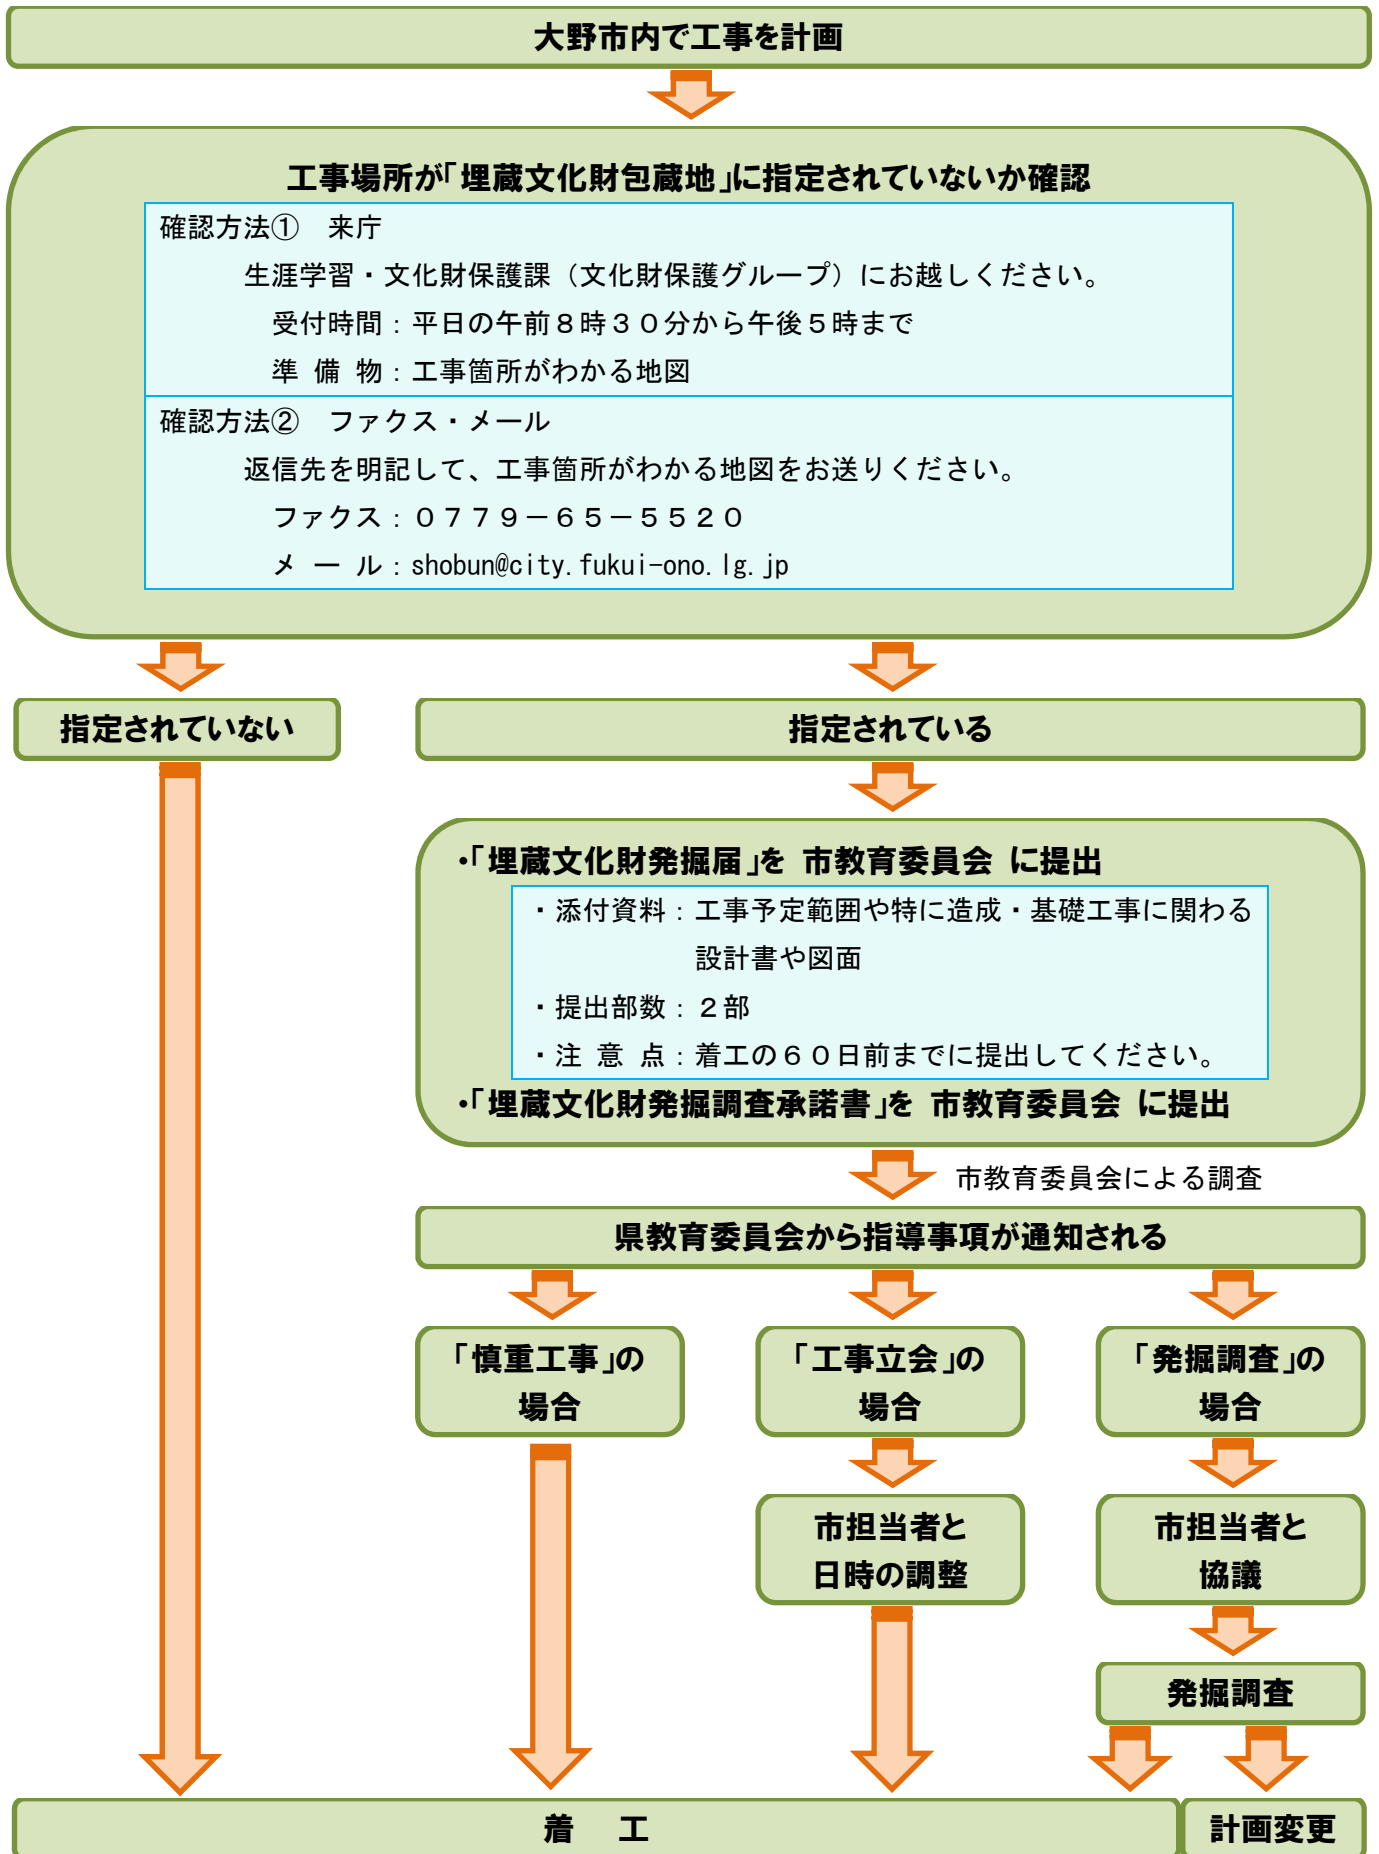 大野市内で工事を計画
工事場所が「埋蔵文化財包蔵地」に指定されていないか確認
確認方法①　来庁
生涯学習・文化財保護課（文化財保護グループ）にお越しください。
受付時間：平日の午前８時３０分から午後５時まで
準 備 物：工事箇所がわかる地図
確認方法②　ファクス・メール
返信先を明記して、工事箇所がわかる地図をお送りください。
ファクス：０７７９－６５－５５２０
メ ー ル：shobun@city.fukui-ono.lg.jp
指定されていない
指定されている
・「埋蔵文化財発掘届」を 市教育委員会 に提出
・添付資料：工事予定範囲や特に造成・基礎工事に関わる
設計書や図面
・提出部数：２部
・注 意 点：着工の６０日前までに提出してください。
・「埋蔵文化財発掘調査承諾書」を 市教育委員会 に提出
市教育委員会による調査
県教育委員会から指導事項が通知される
「慎重工事」の
場合
「工事立会」の
場合
「発掘調査」の
場合
市担当者と
日時の調整
市担当者と
協議
発掘調査
着　工
計画変更